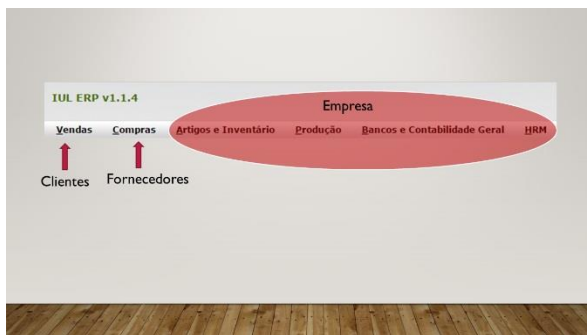 IUL ERP v1.1.4
Empresa
Vendas Compras Artigos e Inventário Produção Bancos e Contabilidade Geral HRM
Clientes Fornecedores